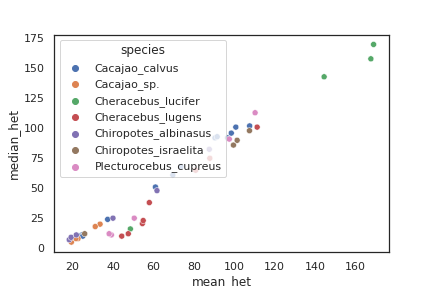 175
150
125
100
75
50
25
0
median_het
species
Cacajao_calvus
Cacajao_sp.
Cheracebus_lucifer
Cheracebus_lugens
Chiropotes_albinasus
Chiropotes_israelita
Plecturocebus_cupreus
20 40 60 80 100 120 140 160
mean_het